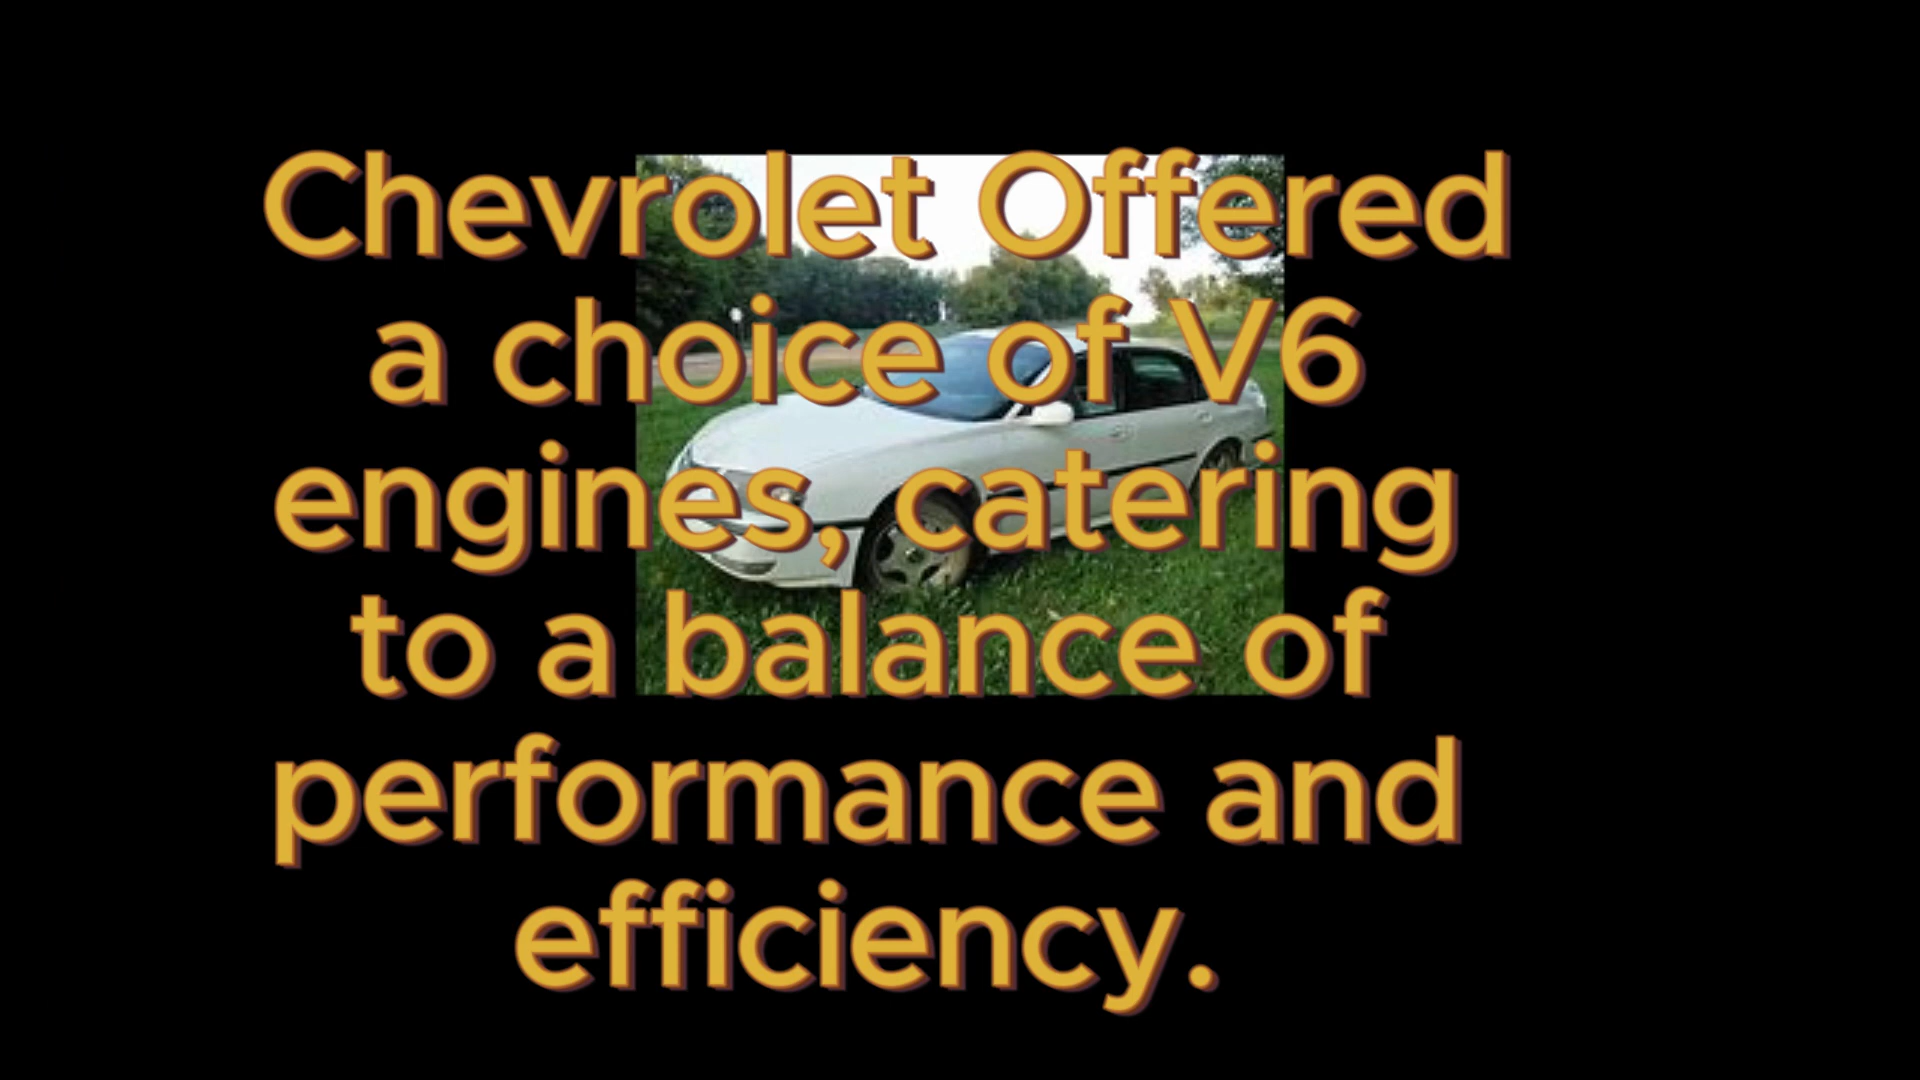 Chevrolet Offered
a choice of V6
engines, catering
to a balance of
performance and
efficiency.